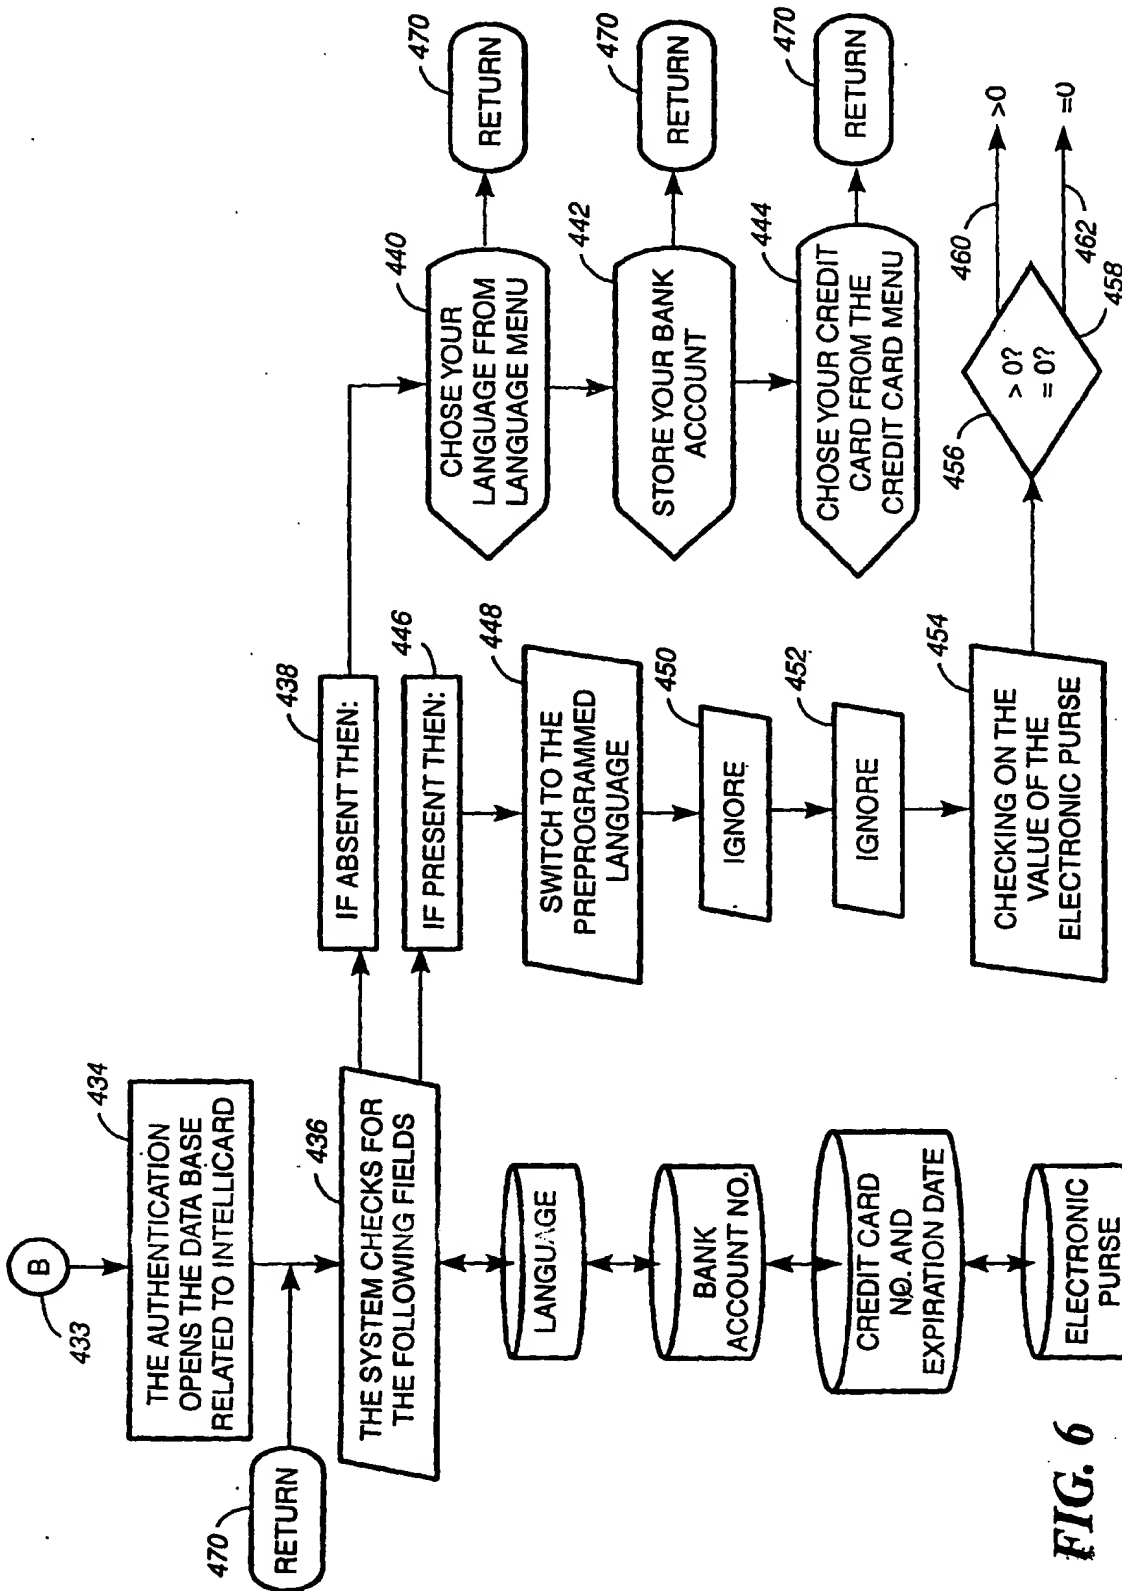 B
433
THE AUTHENTICATION
OPENS THE DATA BASE
RELATED TO INTELLICARD
434
RETURN
470
THE SYSTEM CHECKS FOR
THE FOLLOWING FIELDS
436
LANGUAGE
BANK
ACCOUNT NO.
CREDIT CARD
NO. AND
EXPIRATION DATE
ELECTRONIC
PURSE
IF ABSENT THEN:
438
IF PRESENT THEN:
446
SWITCH TO THE
PREPROGRAMMED
LANGUAGE
448
IGNORE
450
IGNORE
452
CHECKING ON THE
VALUE OF THE
ELECTRONIC PURSE
454
CHOSE YOUR
LANGUAGE FROM
LANGUAGE MENU
440
RETURN
470
STORE YOUR BANK
ACCOUNT
442
RETURN
470
CHOSE YOUR CREDIT
CARD FROM THE
CREDIT CARD MENU
444
RETURN
470
> 0?
= 0?
456
458
460
>0
462
=0
FIG. 6